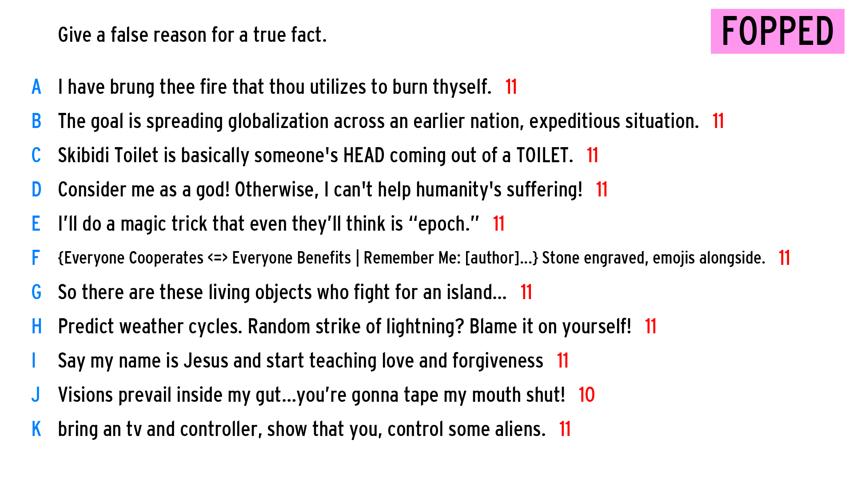 Give a false reason for a true fact.
FOPPED
A I have brung thee fire that thou utilizes to burn thyself. 11
B The goal is spreading globalization across an earlier nation, expeditious situation. 11
C Skibidi Toilet is basically someone's HEAD coming out of a TOILET. 11
D Consider me as a god! Otherwise, I can't help humanity's suffering! 11
E I’ll do a magic trick that even they’ll think is “epoch.” 11
F {Everyone Cooperates <=> Everyone Benefits | Remember Me: [author]...} Stone engraved, emojis alongside. 11
G So there are these living objects who fight for an island... 11
H Predict weather cycles. Random strike of lightning? Blame it on yourself! 11
I Say my name is Jesus and start teaching love and forgiveness 11
J Visions prevail inside my gut...you’re gonna tape my mouth shut! 10
K bring an tv and controller, show that you, control some aliens. 11